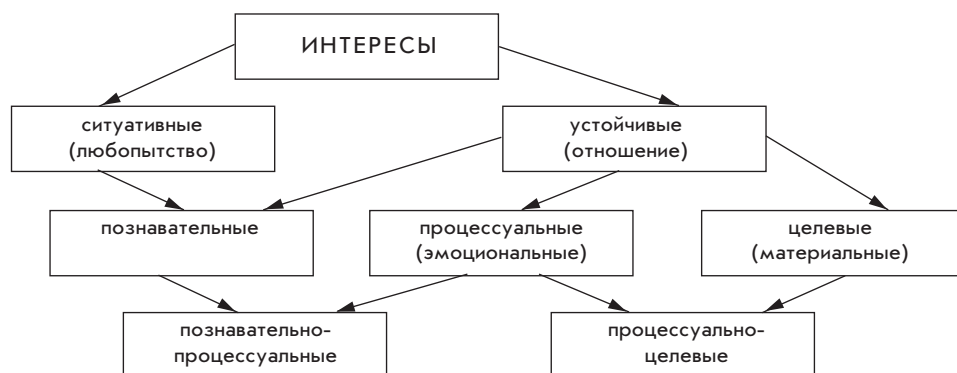 ИНТЕРЕСЫ
ситуативные
(любопытство)
устойчивые
(отношение)
познавательные
процессуальные
(эмоциональные)
целевые
(материальные)
познавательно-
процессуальные
процессуально-
целевые